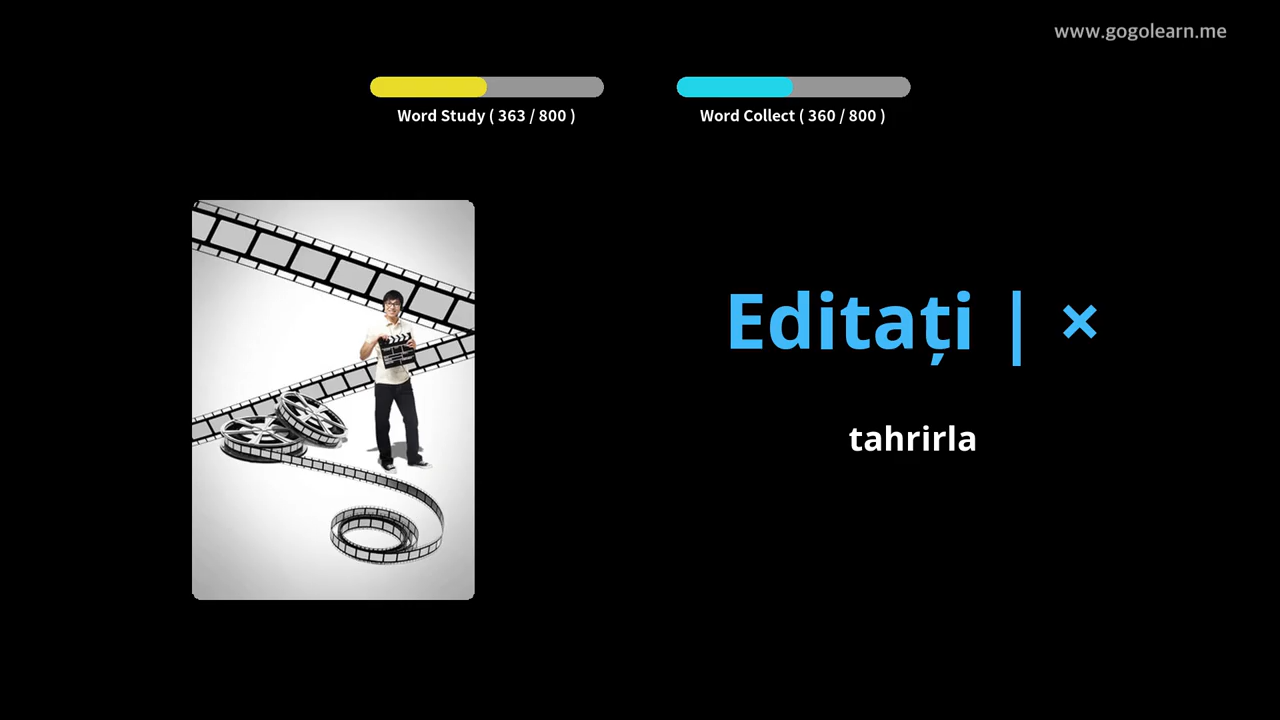 www.gogolearn.me
Word Study ( 363 / 800 )
Word Collect ( 360 / 800 )
Editați | ×
tahrirla